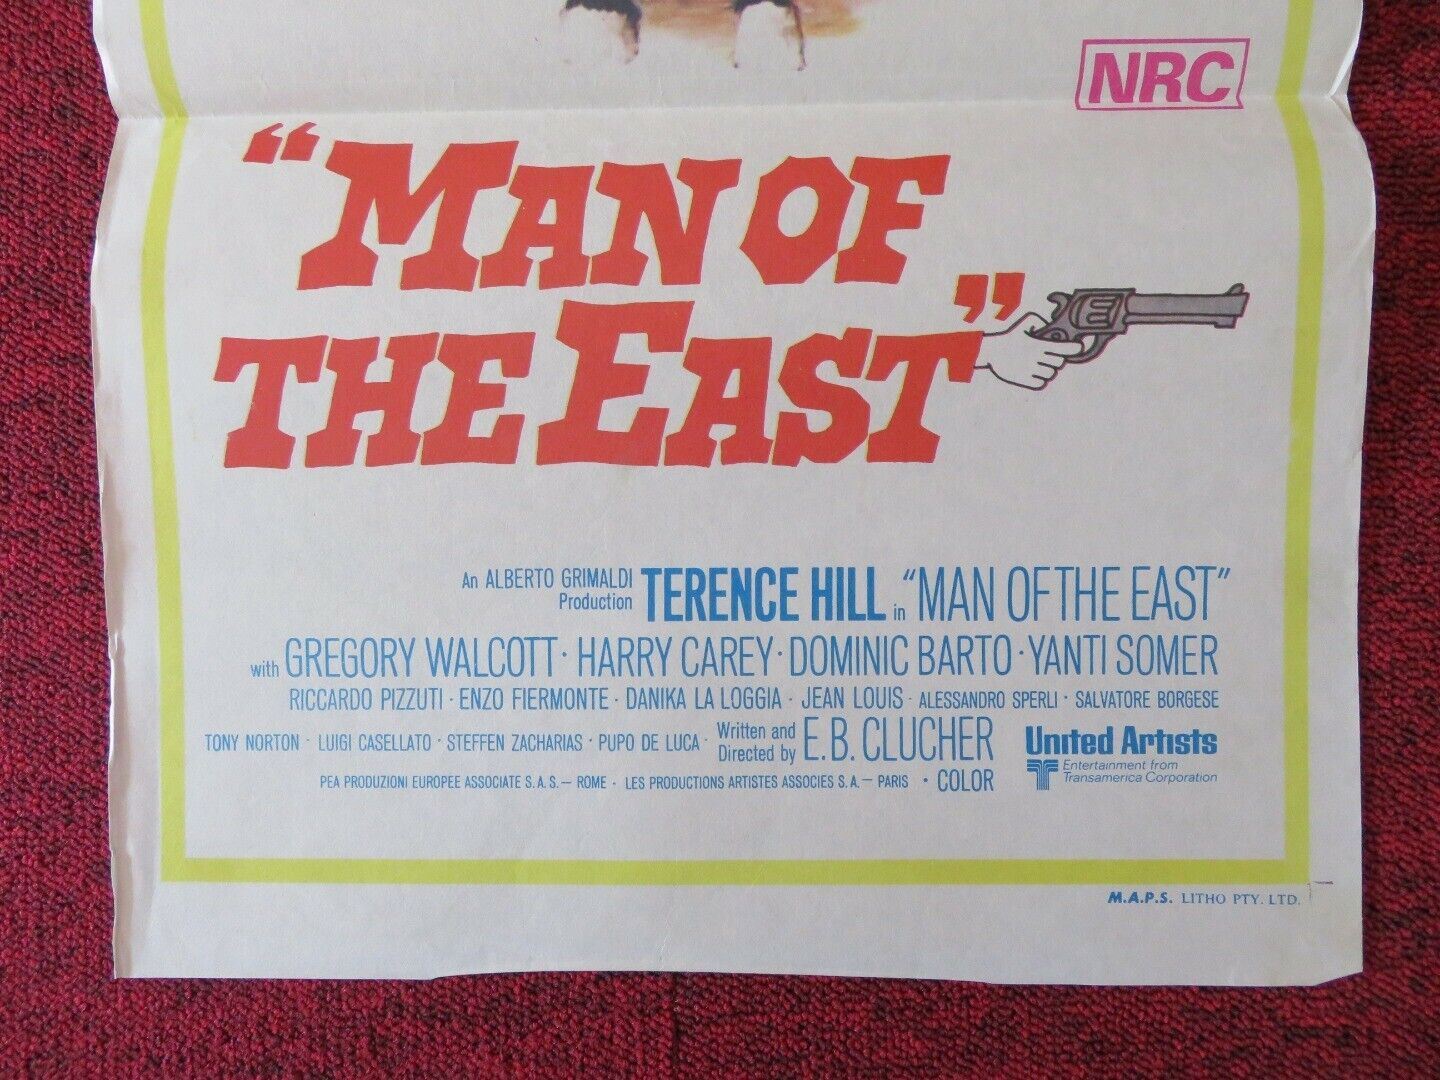 NRC
"MAN OF
THE EAST"
An ALBERTO GRIMALDI
Production
TERENCE HILL in "MAN OF THE EAST"
with GREGORY WALCOTT · HARRY CAREY · DOMINIC BARTO · YANTI SOMER
RICCARDO PIZZUTI · ENZO FIERMONTE · DANIKA LA LOGGIA · JEAN LOUIS · ALESSANDRO SPERLI · SALVATORE BORGESE
TONY NORTON · LUIGI CASELLATO · STEFFEN ZACHARIAS · PUPO DE LUCA ·
Written and
Directed by
E.B. CLUCHER
PEA PRODUZIONI EUROPEE ASSOCIATE S.A.S. — ROME · LES PRODUCTIONS ARTISTES ASSOCIES S.A. — PARIS · COLOR
United Artists
Entertainment from
Transamerica Corporation
M.A.P.S. LITHO PTY. LTD.